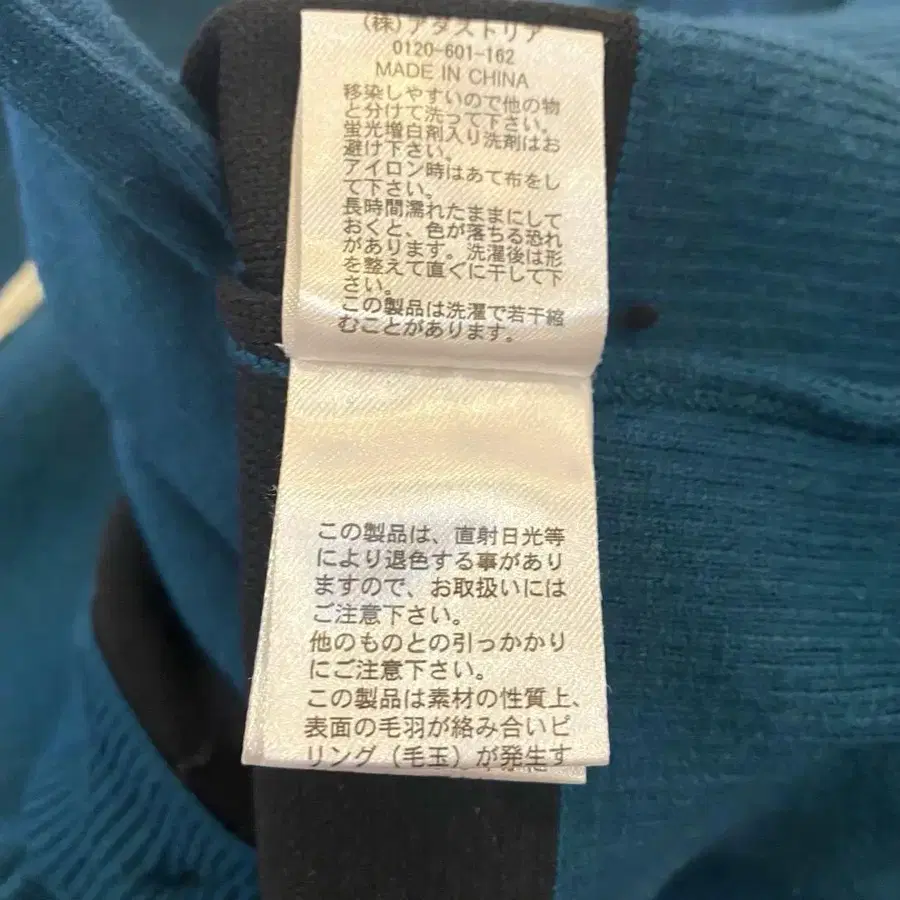 (株)アダストリア
0120-601-162
MADE IN CHINA
移染しやすいので他の物
と分けて洗って下さい。
蛍光増白剤入り洗剤はお
避け下さい。
アイロン時はあて布をし
て下さい。
長時間濡れたままにして
おくと、色が落ちる恐れ
があります。洗濯後は形
を整えて直ぐに干して下
さい。
この製品は洗濯で若干縮
むことがあります。
この製品は、直射日光等
により退色する事があり
ますので、お取扱いには
ご注意下さい。
他のものとの引っかかり
にご注意下さい。
この製品は素材の性質上、
表面の毛羽が絡み合いピ
リング(毛玉)が発生す